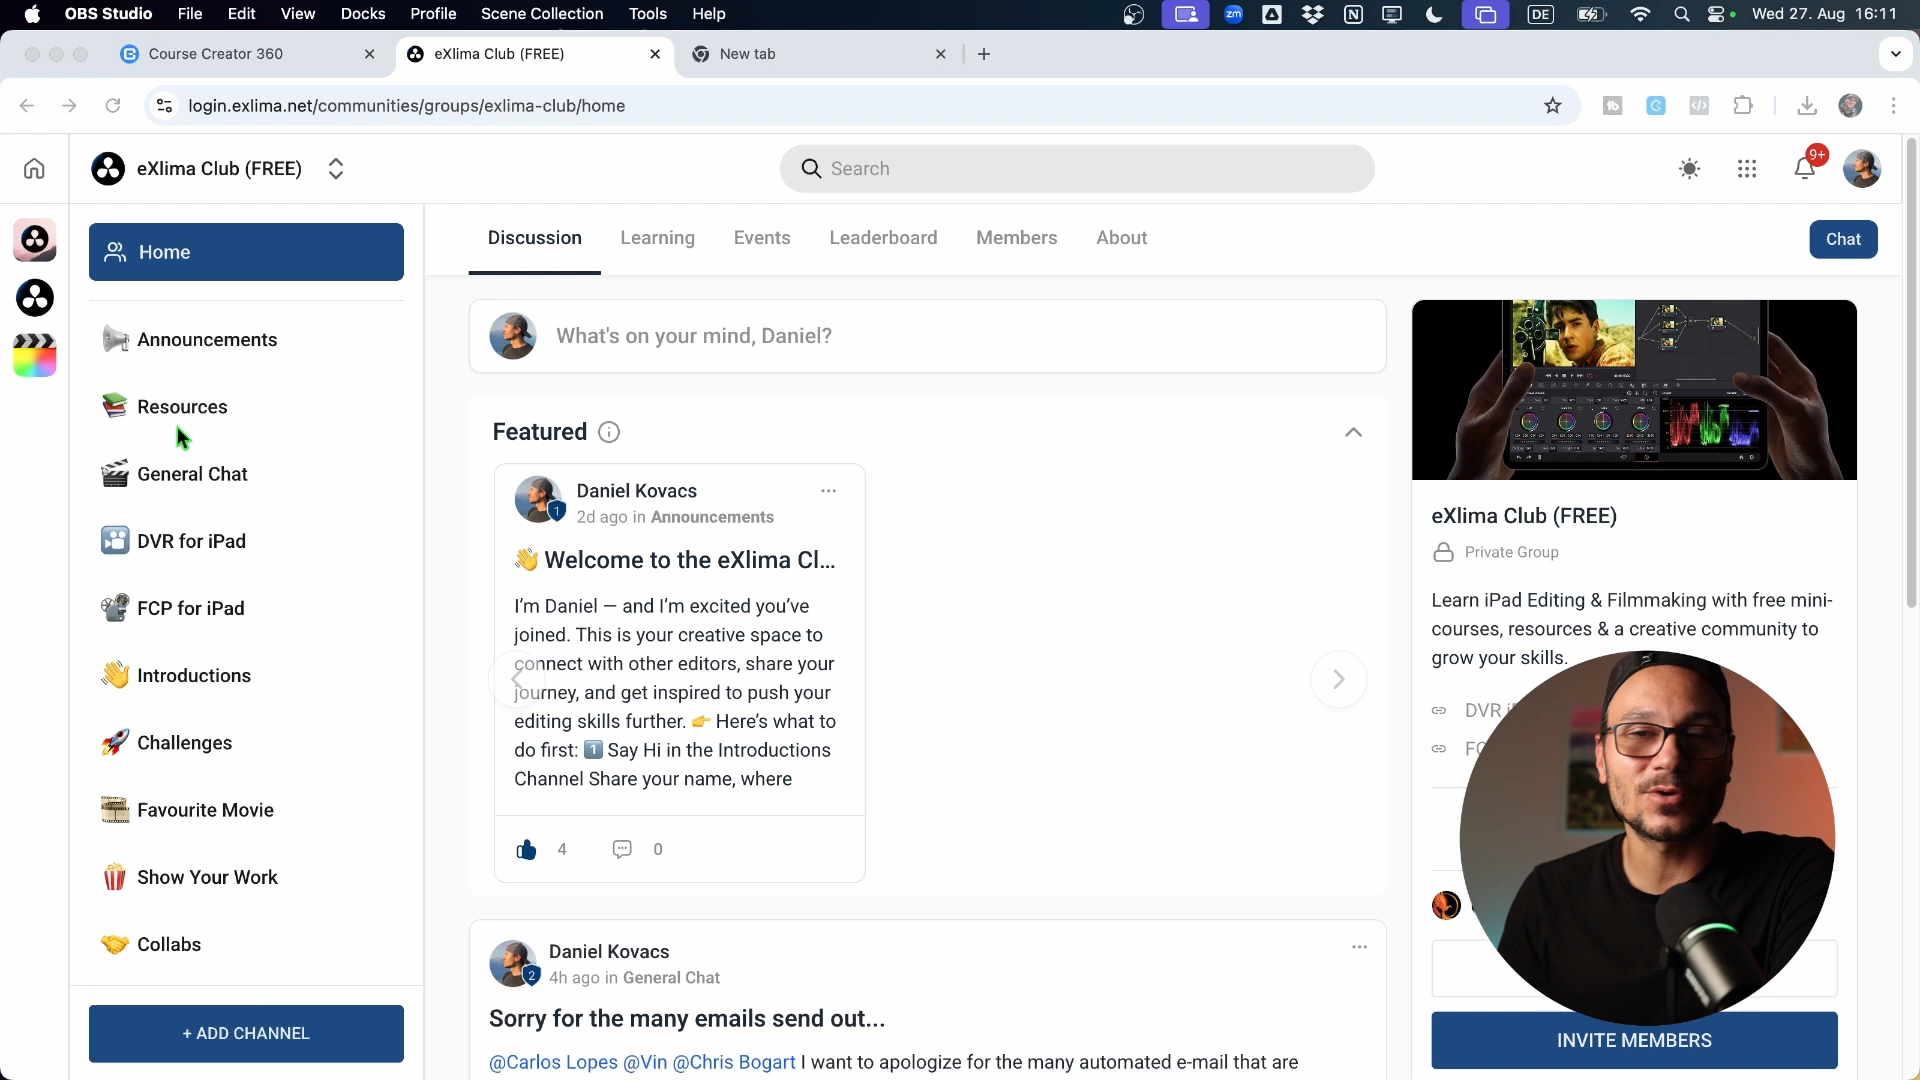 OBS Studio File Edit View Docks Profile Scene Collection Tools Help
zm DE Wed 27. Aug 16:11
Course Creator 360
eXlima Club (FREE)
New tab
login.exlima.net/communities/groups/exlima-club/home
eXlima Club (FREE)
Search
9+
Home
Announcements
Resources
General Chat
DVR for iPad
FCP for iPad
Introductions
Challenges
Favourite Movie
Show Your Work
Collabs
+ ADD CHANNEL
Discussion Learning Events Leaderboard Members About
Chat
What's on your mind, Daniel?
Featured
Daniel Kovacs
1
2d ago in Announcements
👋 Welcome to the eXlima Cl...
I'm Daniel — and I'm excited you've
joined. This is your creative space to
connect with other editors, share your
journey, and get inspired to push your
editing skills further. 👉 Here's what to
do first: 1️⃣ Say Hi in the Introductions
Channel Share your name, where
4 0
Daniel Kovacs
2
4h ago in General Chat
Sorry for the many emails send out...
@Carlos Lopes @Vin @Chris Bogart I want to apologize for the many automated e-mail that are
eXlima Club (FREE)
Private Group
Learn iPad Editing & Filmmaking with free mini-
courses, resources & a creative community to
grow your skills.
DVR
INVITE MEMBERS